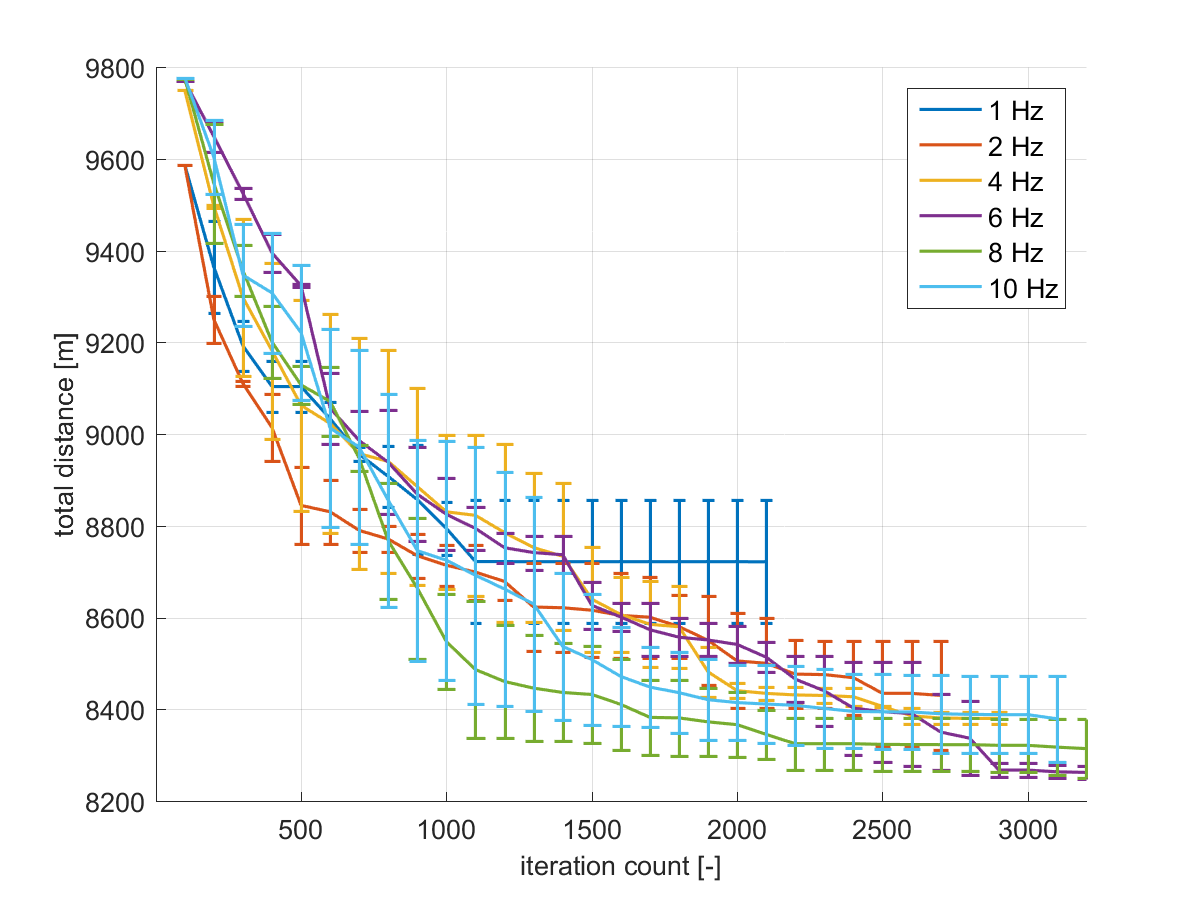 9800
9600
9400
9200
9000
8800
8600
8400
8200
total distance [m]
500
1000
1500
2000
2500
3000
iteration count [-]
1 Hz
2 Hz
4 Hz
6 Hz
8 Hz
10 Hz